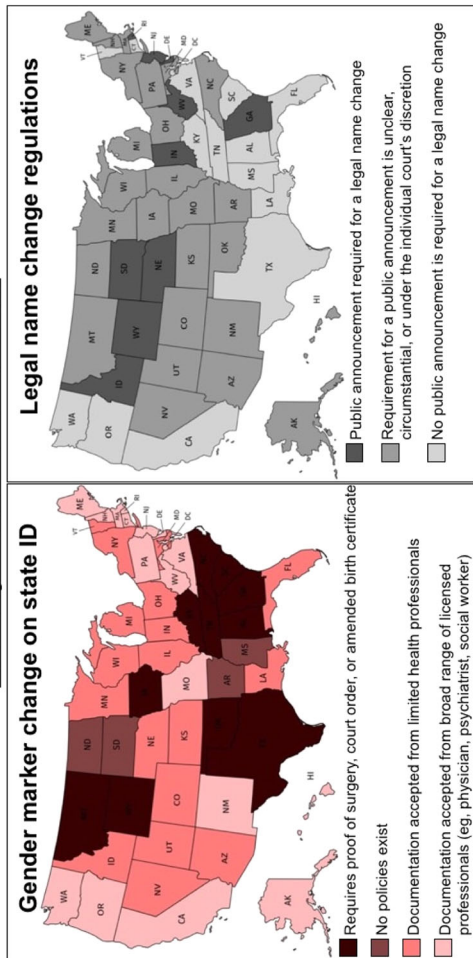 Gender marker change on state ID
WA
OR
CA
ID
NV
UT
AZ
ND
SD
NE
KS
CO
NM
MN
WI
MI
IL
IN
OH
MO
AR
LA
MS
FL
WV
VA
PA
NY
VT
ME
RI
NJ
DE
MD
DC
AK
HI
Requires proof of surgery, court order, or amended birth certificate
No policies exist
Documentation accepted from limited health professionals
Documentation accepted from broad range of licensed
professionals (eg, physician, psychiatrist, social worker)
Legal name change regulations
WA
OR
CA
ID
NV
MT
WY
UT
AZ
CO
NM
ND
SD
NE
KS
OK
TX
MN
IA
MO
AR
LA
WI
IL
MI
IN
OH
KY
TN
MS
AL
GA
FL
SC
NC
VA
WV
PA
NY
VT
ME
RI
NJ
DE
MD
DC
AK
HI
Public announcement required for a legal name change
Requirement for a public announcement is unclear,
circumstantial, or under the individual court's discretion
No public announcement is required for a legal name change